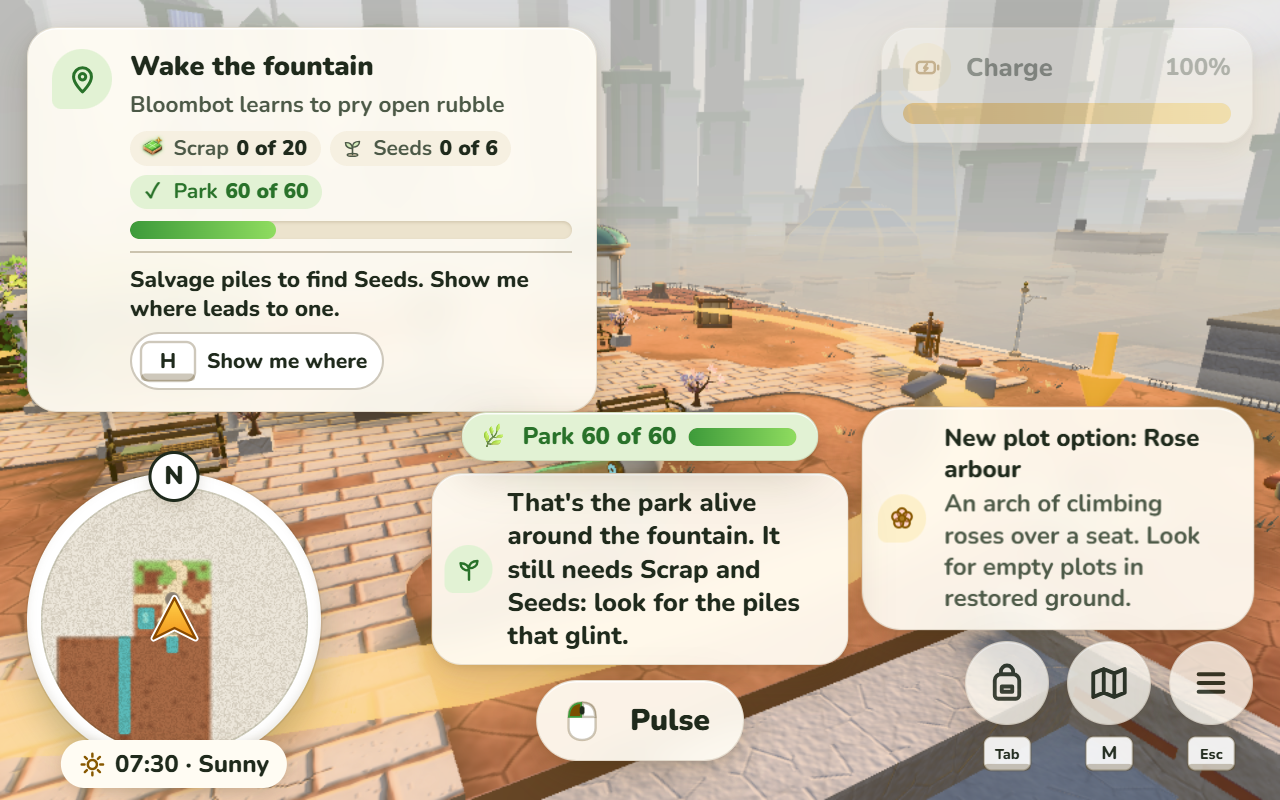 Wake the fountain
Bloombot learns to pry open rubble
Scrap 0 of 20
Seeds 0 of 6
Park 60 of 60
Salvage piles to find Seeds. Show me
where leads to one.
H Show me where
Charge 100%
Park 60 of 60
That's the park alive
around the fountain. It
still needs Scrap and
Seeds: look for the piles
that glint.
New plot option: Rose
arbour
An arch of climbing
roses over a seat. Look
for empty plots in
restored ground.
N
07:30 · Sunny
Pulse
Tab
M
Esc